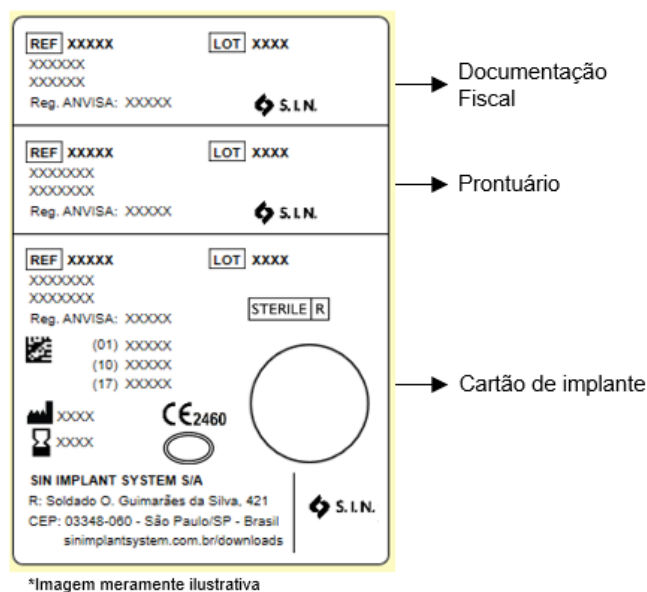 REF XXXXX LOT XXXX
XXXXXX
XXXXXX
Reg. ANVISA: XXXXX S.I.N.
Documentação
Fiscal
REF XXXXX LOT XXXX
XXXXXXX
XXXXXXX
Reg. ANVISA: XXXXX S.I.N.
Prontuário
REF XXXXX LOT XXXX
XXXXXXX
XXXXXXX
Reg. ANVISA: XXXXX
STERILE R
(01) XXXXX
(10) XXXXX
(17) XXXXX
XXXX
CE2460
XXXX
Cartão de implante
SIN IMPLANT SYSTEM S/A
R: Soldado O. Guimarães da Silva, 421
CEP: 03348-060 - São Paulo/SP - Brasil
sinimplantsystem.com.br/downloads
S.I.N.
*Imagem meramente ilustrativa